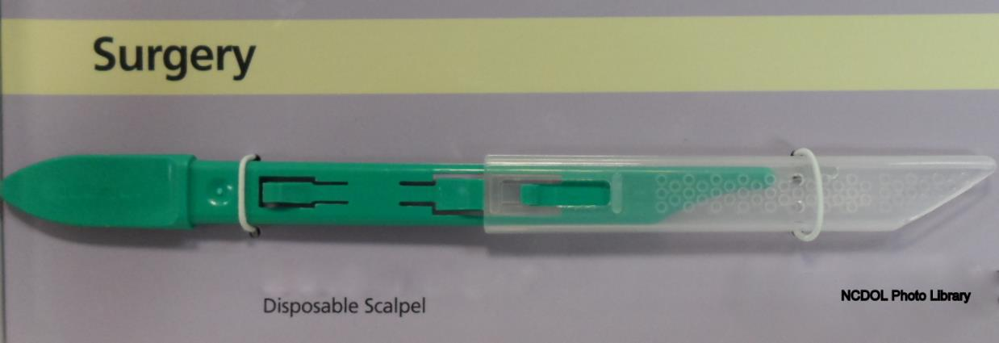 Surgery
Disposable Scalpel
NCDOL Photo Library